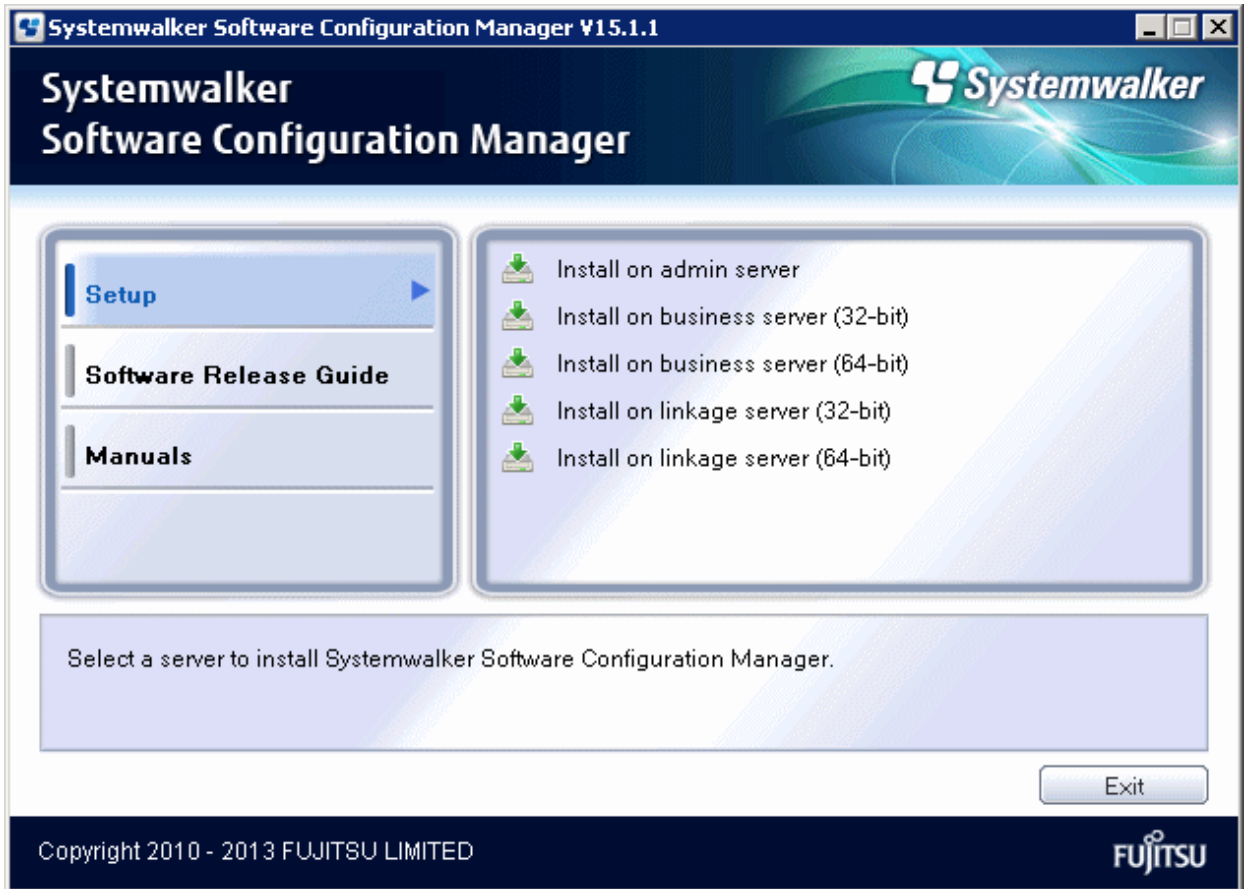 Systemwalker Software Configuration Manager V15.1.1
Systemwalker
Software Configuration Manager
Systemwalker
Setup
Software Release Guide
Manuals
Install on admin server
Install on business server (32-bit)
Install on business server (64-bit)
Install on linkage server (32-bit)
Install on linkage server (64-bit)
Select a server to install Systemwalker Software Configuration Manager.
Exit
Copyright 2010 - 2013 FUJITSU LIMITED
FUJITSU